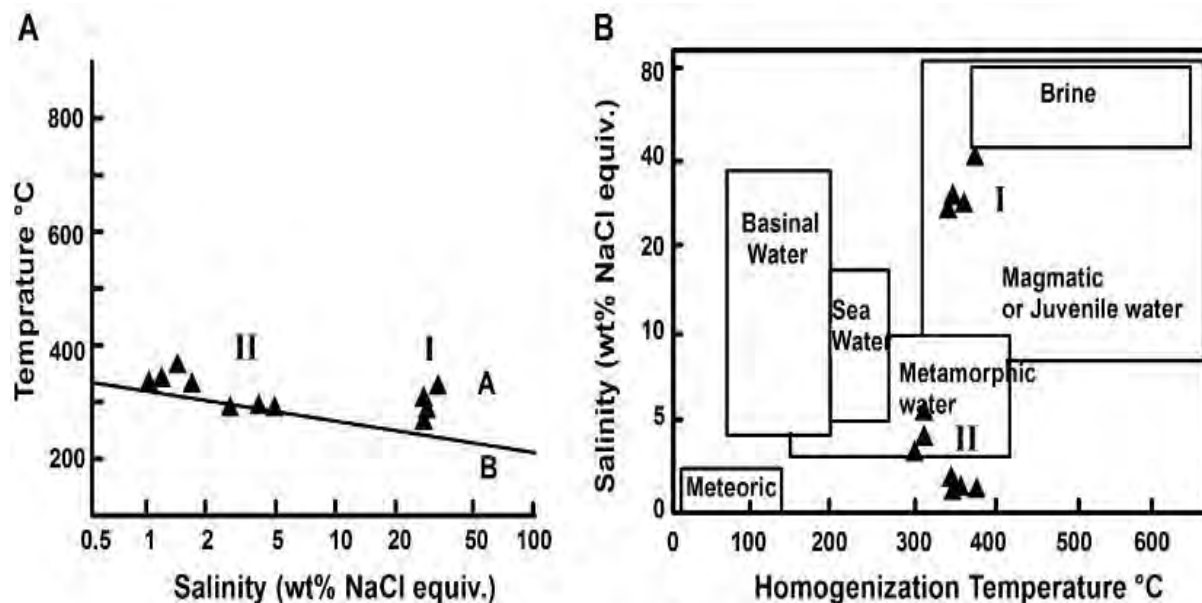 A
Temprature °C
800
600
400
200
II
I
A
B
0.5
1
2
5
10
20
50
100
Salinity (wt% NaCl equiv.)
B
Salinity (wt% NaCl equiv.)
80
40
20
10
5
0
Brine
I
Basinal
Water
Magmatic
or Juvenile water
Sea
Water
Metamorphic
water
II
Meteoric
0
100
200
300
400
500
600
Homogenization Temperature °C